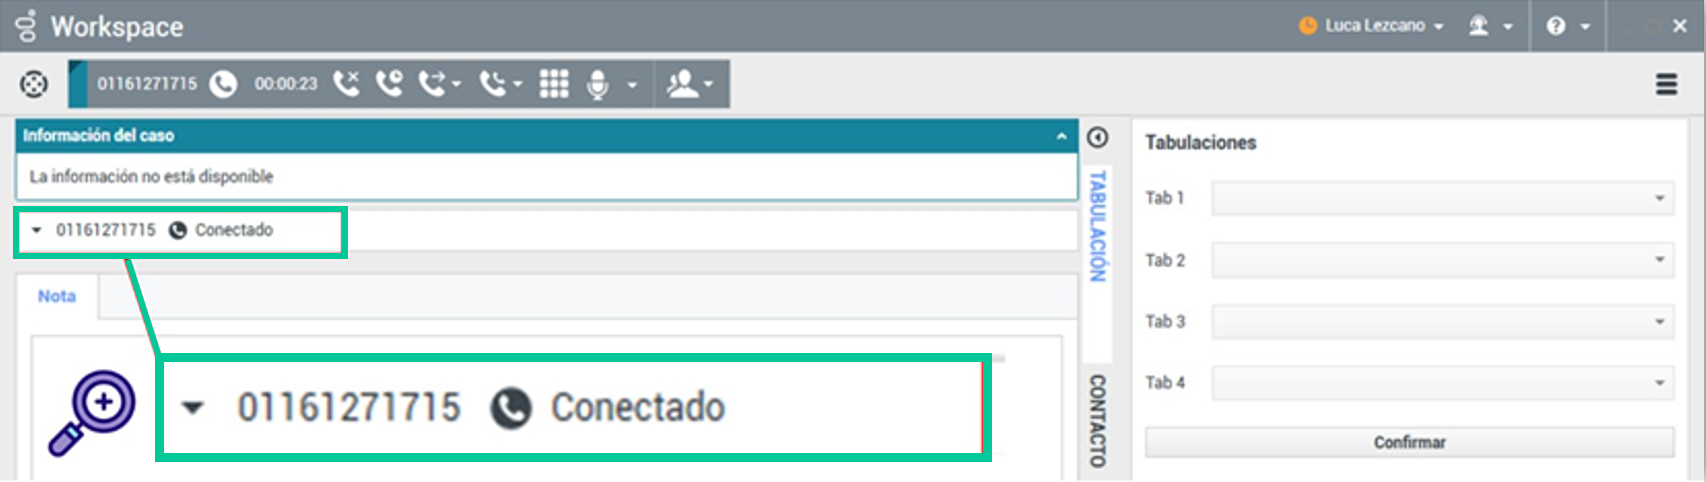 Workspace
Luca Lezcano
01161271715 00:00:23
Información del caso
La información no está disponible
01161271715 Conectado
Nota
01161271715 Conectado
TABULACIÓN
CONTACTO
Tabulaciones
Tab 1
Tab 2
Tab 3
Tab 4
Confirmar